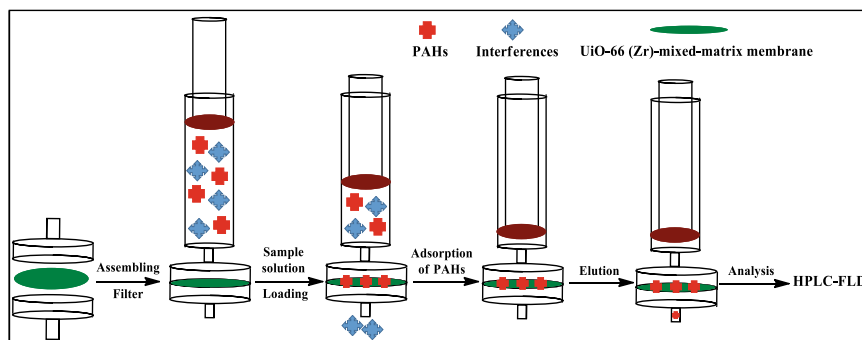 PAHs
Interferences
UiO-66 (Zr)-mixed-matrix membrane
Assembling
Filter
Sample
solution
Loading
Adsorption
of PAHs
Elution
Analysis
HPLC-FLD